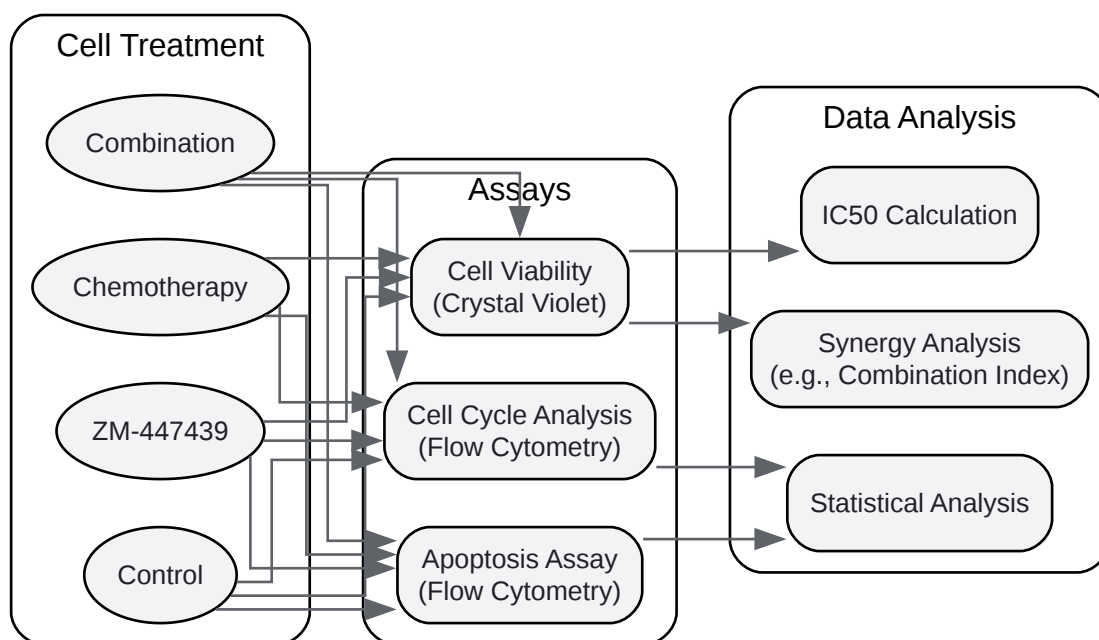 Cell Treatment
Combination
Chemotherapy
ZM-447439
Control
Assays
Cell Viability
(Crystal Violet)
Cell Cycle Analysis
(Flow Cytometry)
Apoptosis Assay
(Flow Cytometry)
Data Analysis
IC50 Calculation
Synergy Analysis
(e.g., Combination Index)
Statistical Analysis